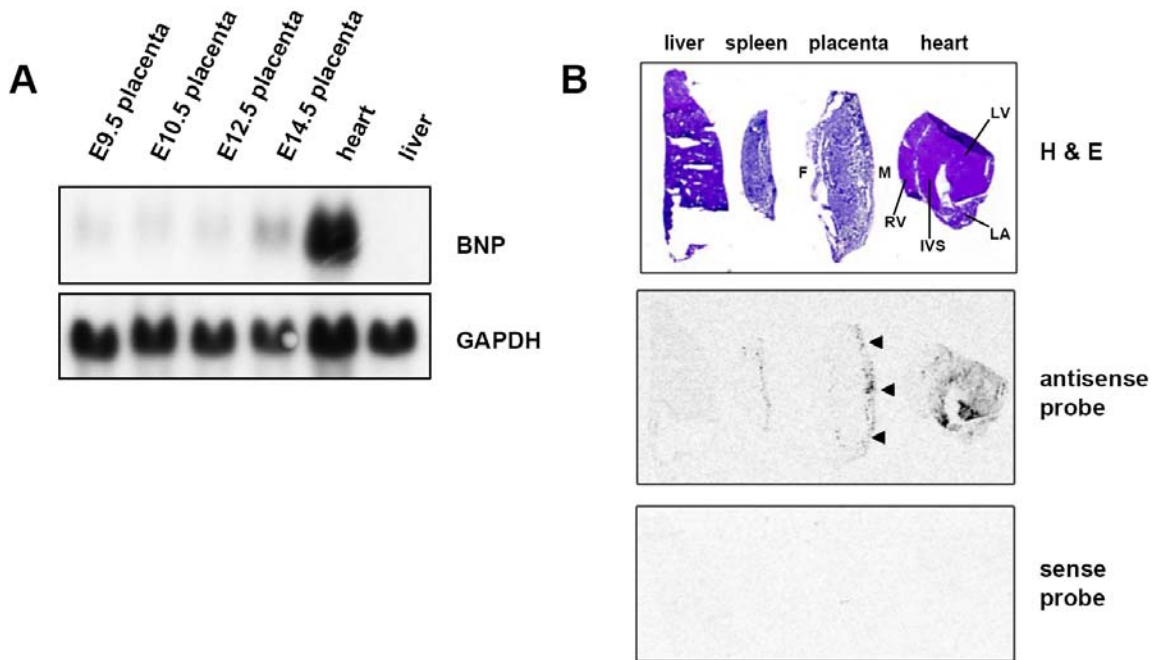 A
E9.5 placenta
E10.5 placenta
E12.5 placenta
E14.5 placenta
heart
liver
BNP
GAPDH
B
liver spleen placenta heart
LV
F M
RV
IVS
LA
H & E
antisense
probe
sense
probe